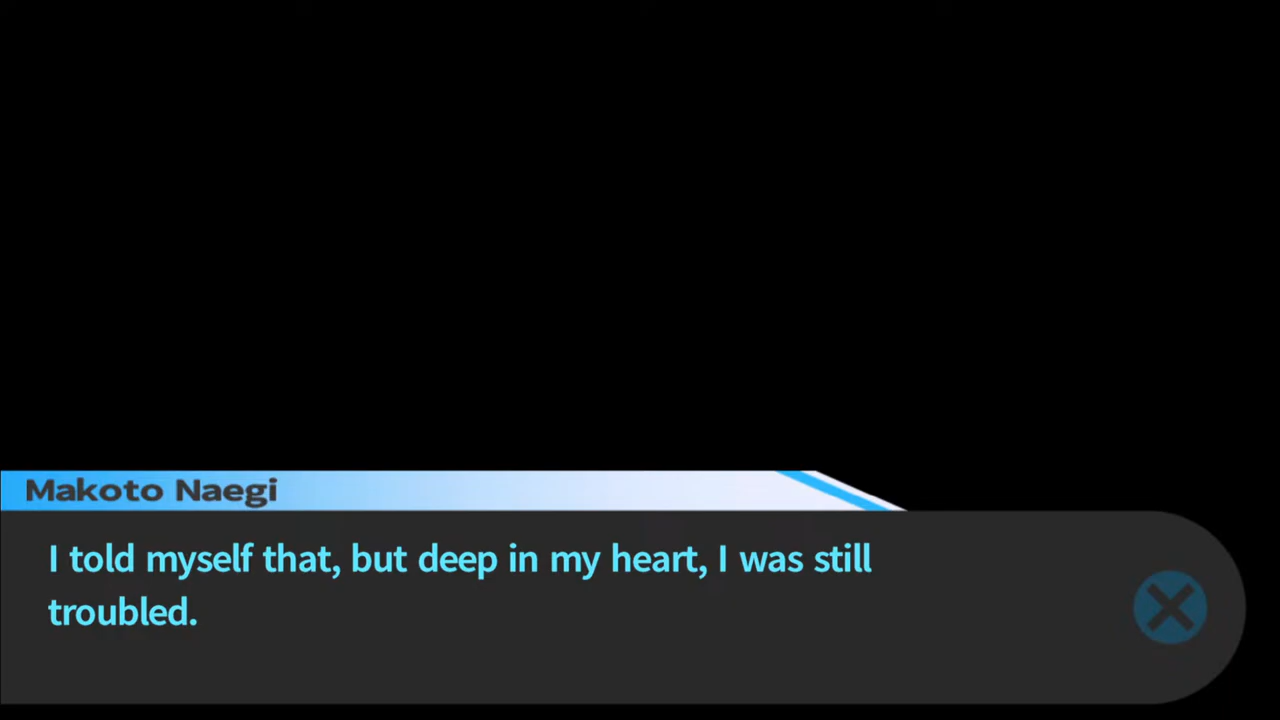 Makoto Naegi
I told myself that, but deep in my heart, I was still
troubled.